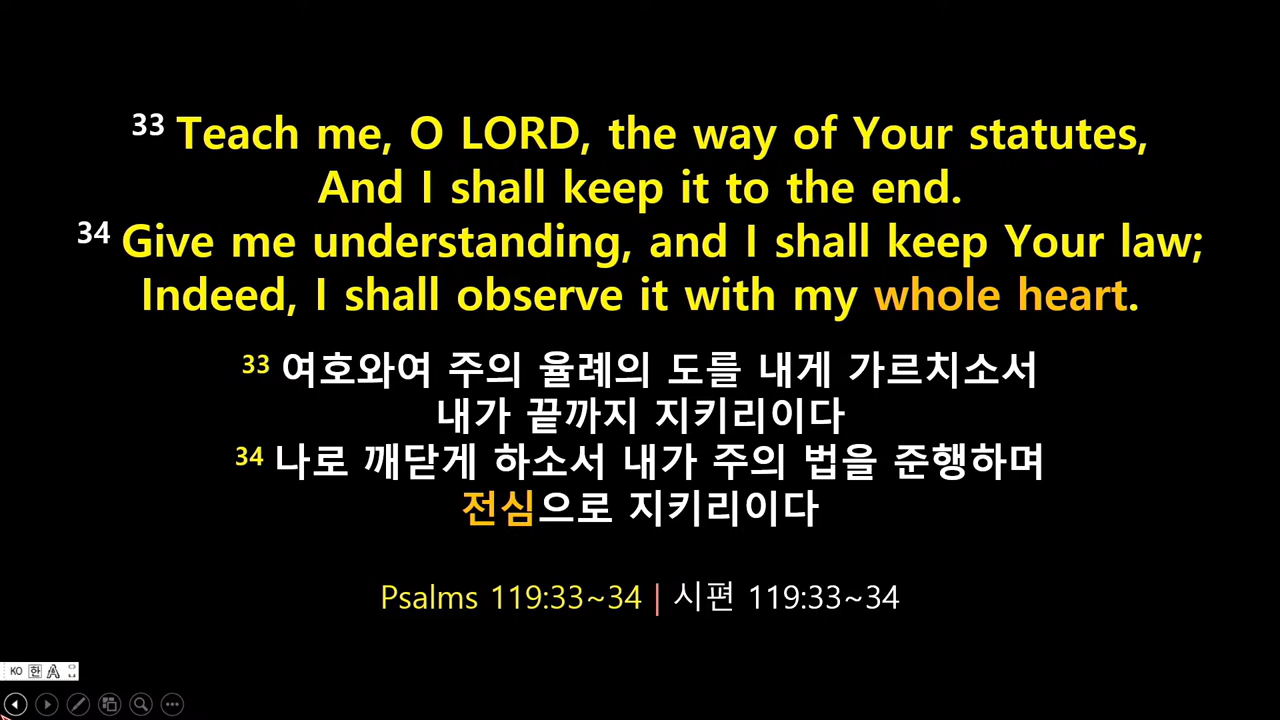 33 Teach me, O LORD, the way of Your statutes,
And I shall keep it to the end.
34 Give me understanding, and I shall keep Your law;
Indeed, I shall observe it with my whole heart.
33 여호와여 주의 율례의 도를 내게 가르치소서
내가 끝까지 지키리이다
34 나로 깨닫게 하소서 내가 주의 법을 준행하며
전심으로 지키리이다
Psalms 119:33~34 | 시편 119:33~34
KO 한 A